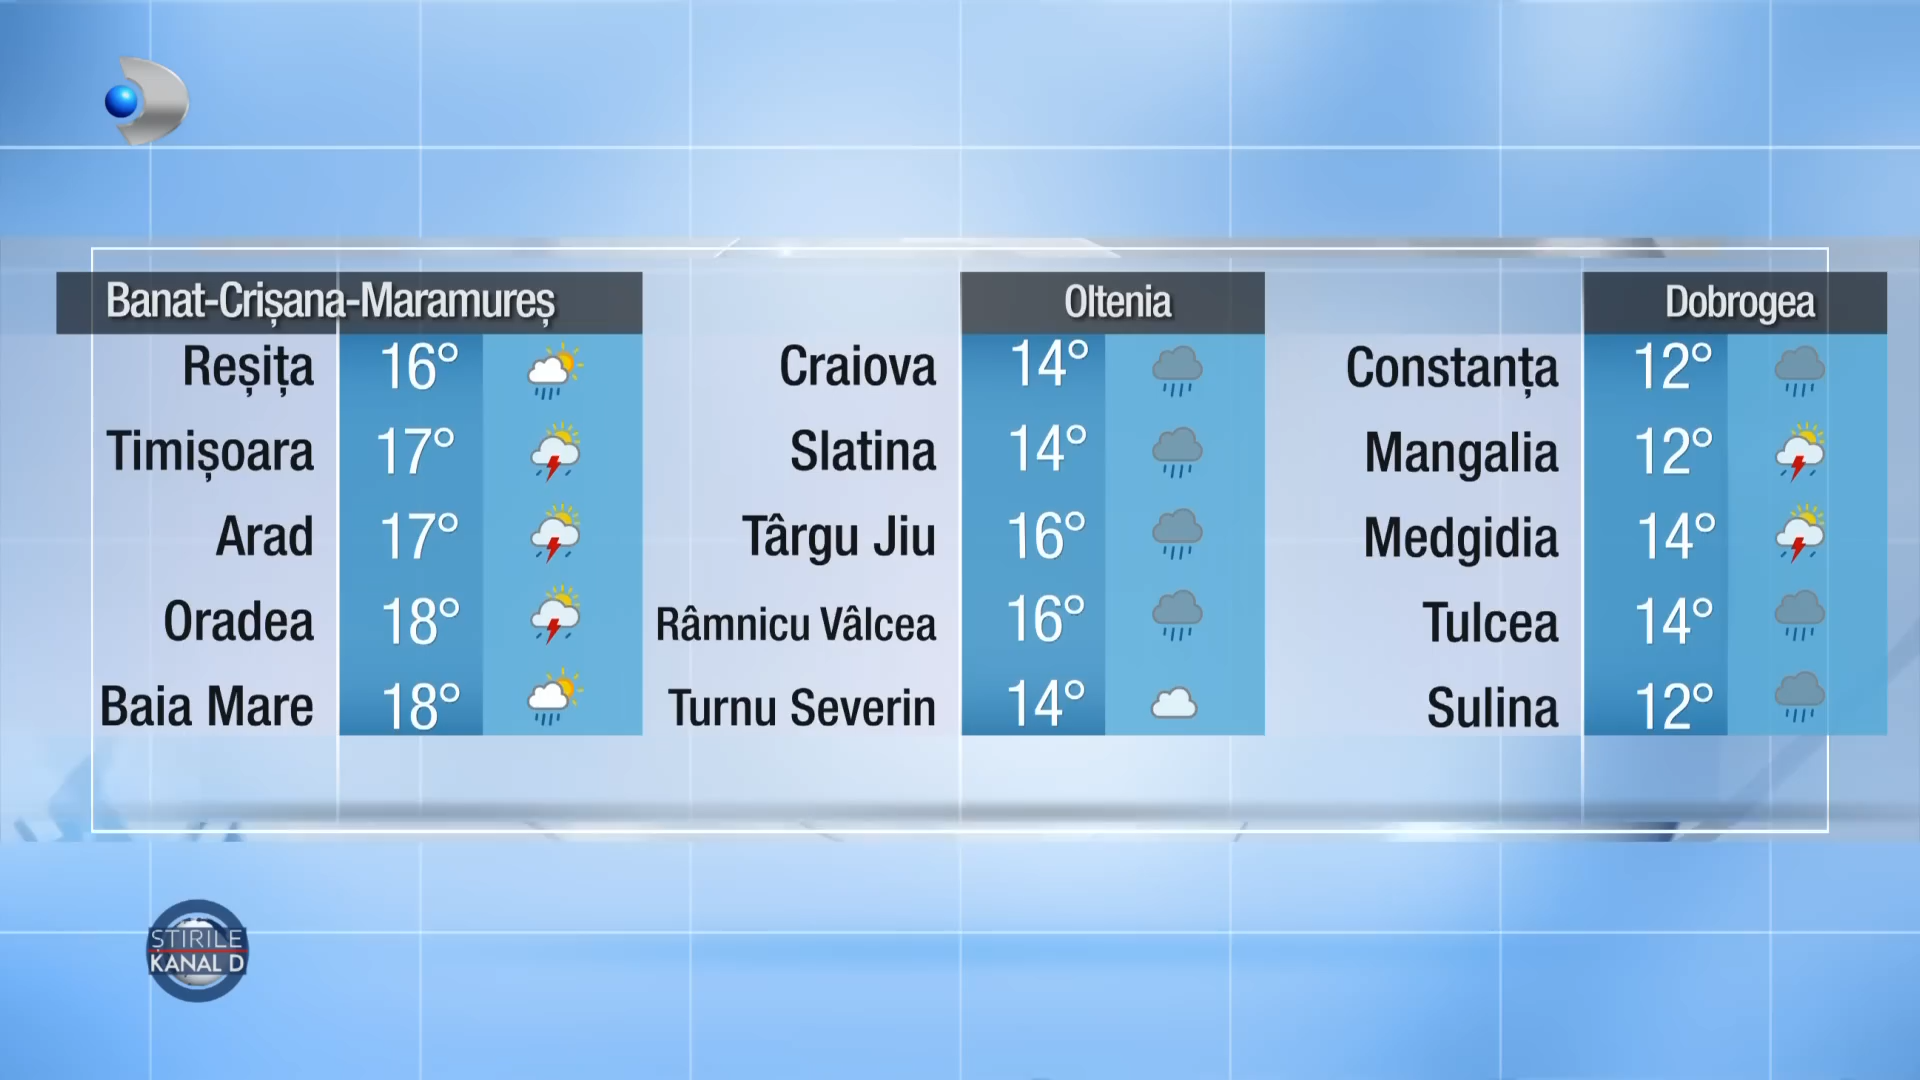 Banat-Crișana-Maramureș
Reșița 16°
Timișoara 17°
Arad 17°
Oradea 18°
Baia Mare 18°
Oltenia
Craiova 14°
Slatina 14°
Târgu Jiu 16°
Râmnicu Vâlcea 16°
Turnu Severin 14°
Dobrogea
Constanța 12°
Mangalia 12°
Medgidia 14°
Tulcea 14°
Sulina 12°
ȘTIRILE
KANAL D